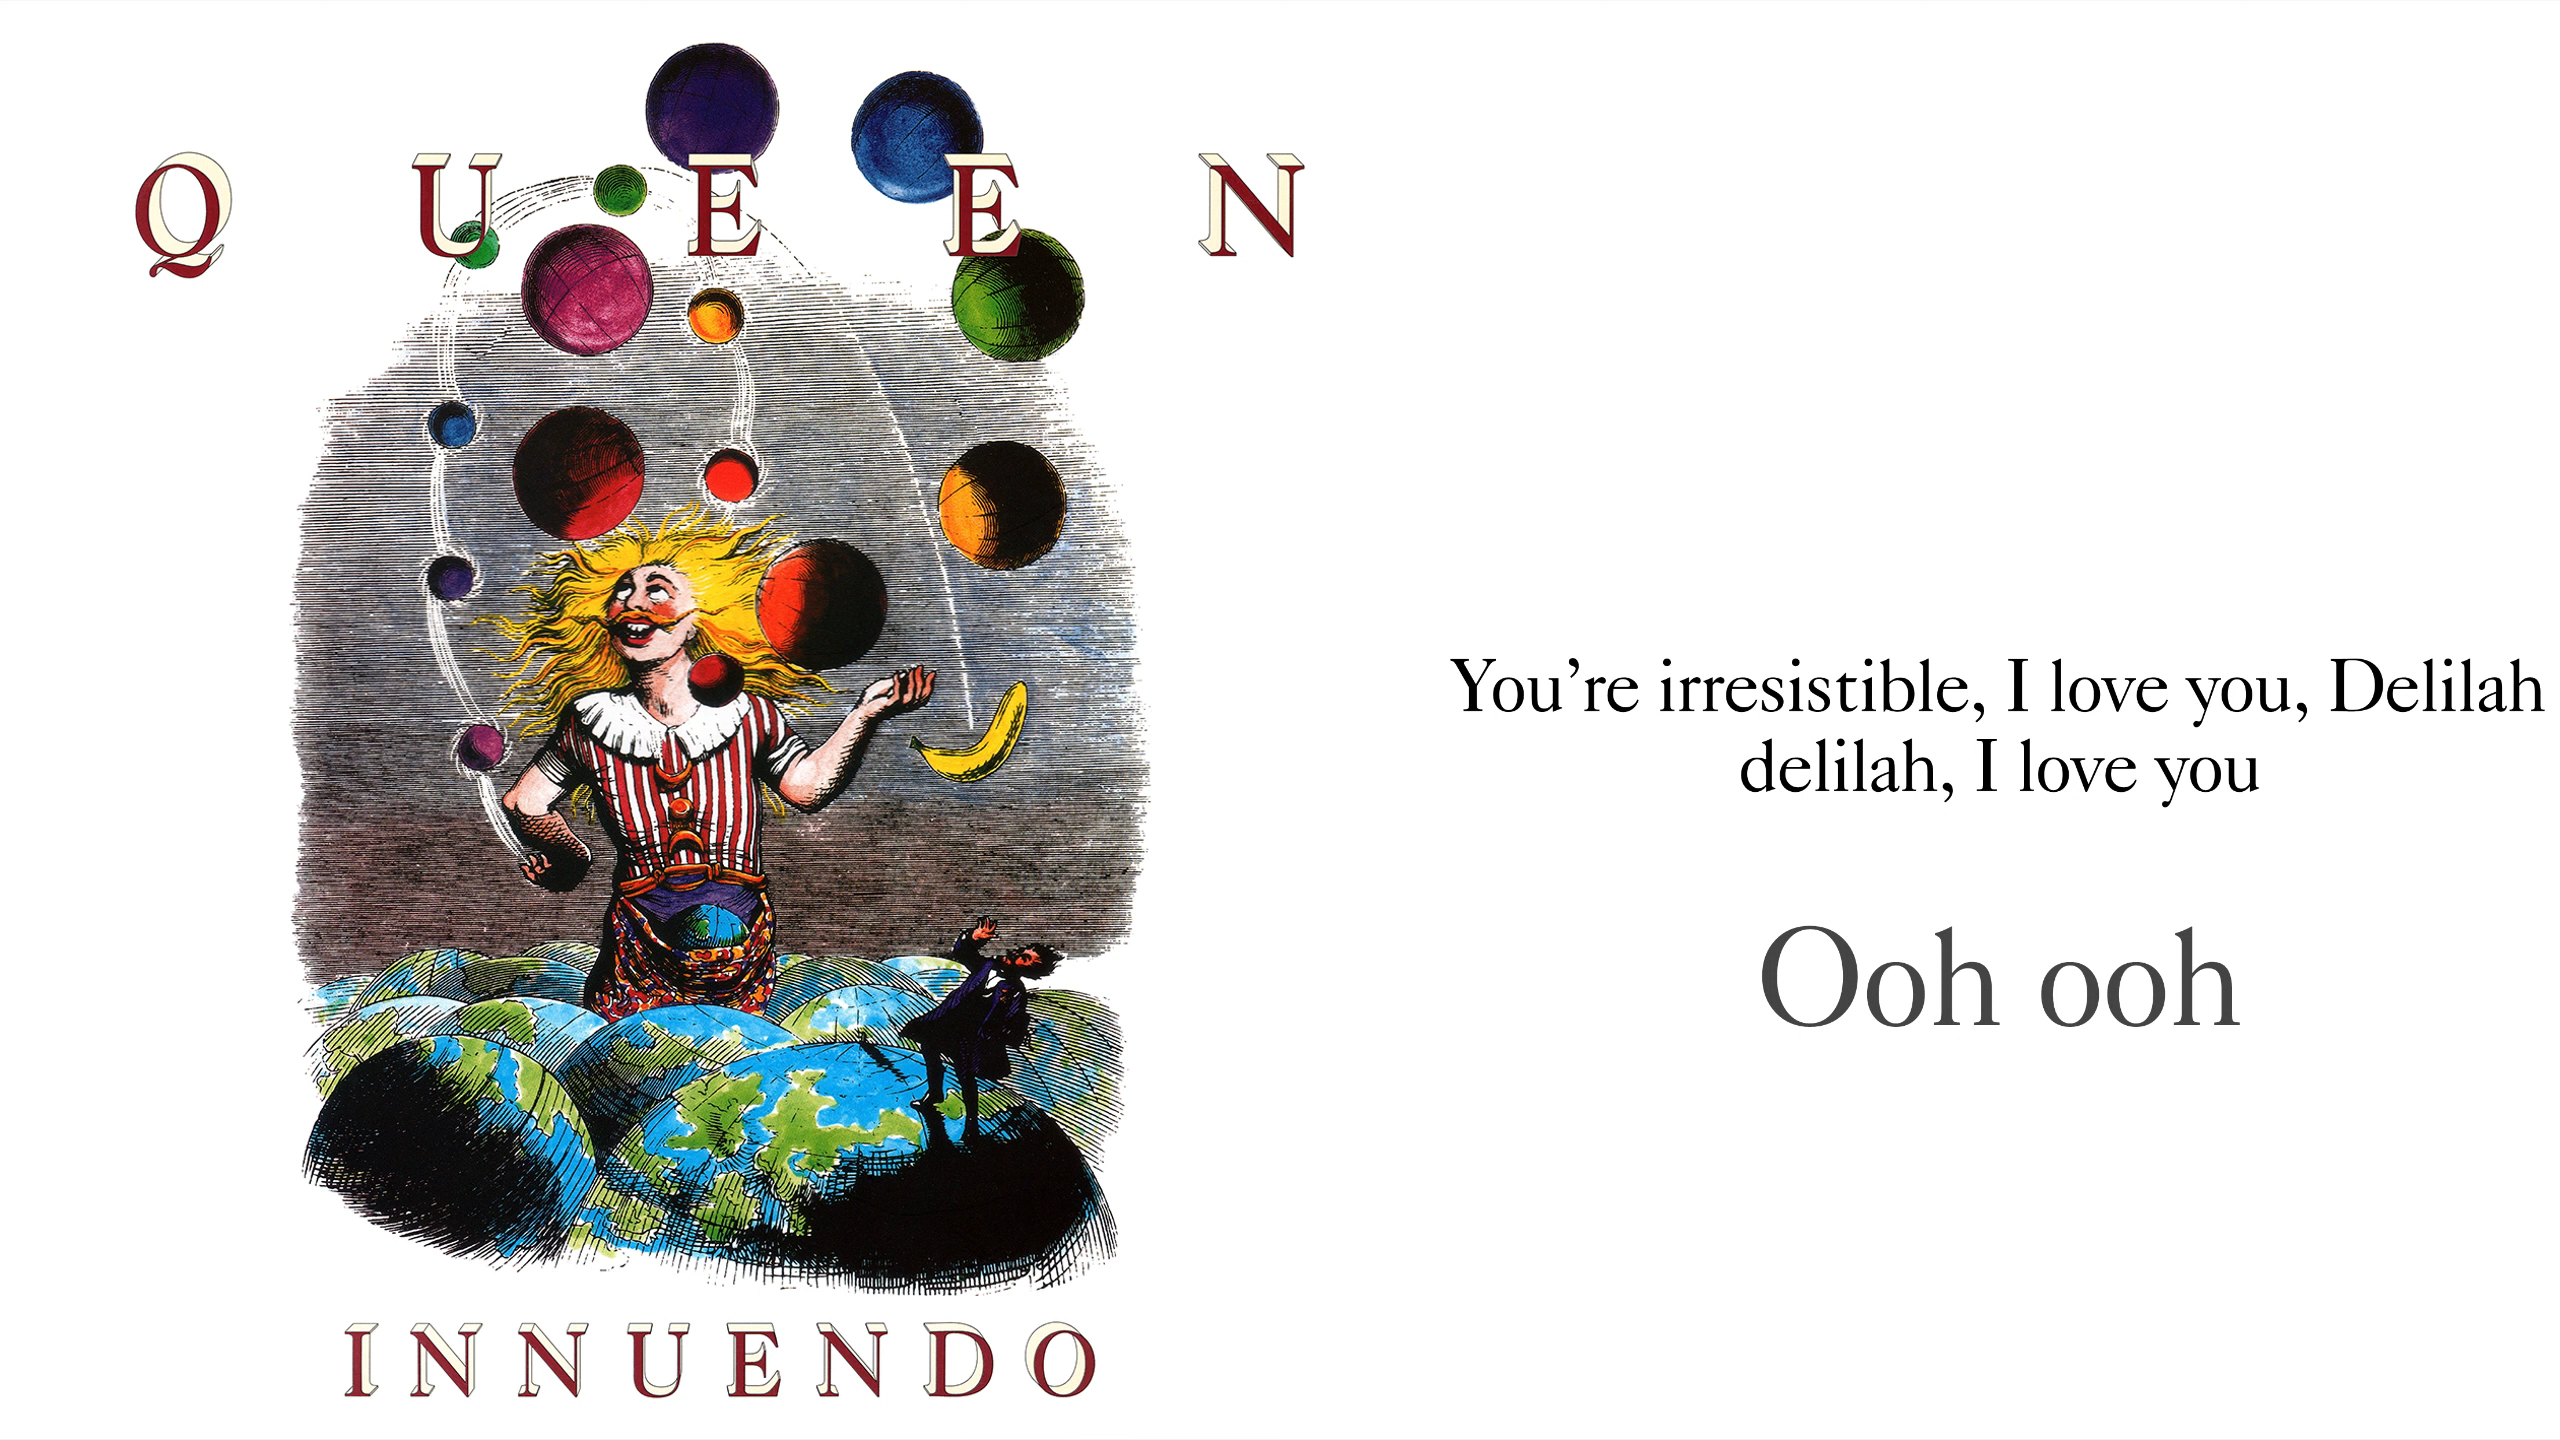 QUEEN
INNUENDO
You’re irresistible, I love you, Delilah
delilah, I love you
Ooh ooh